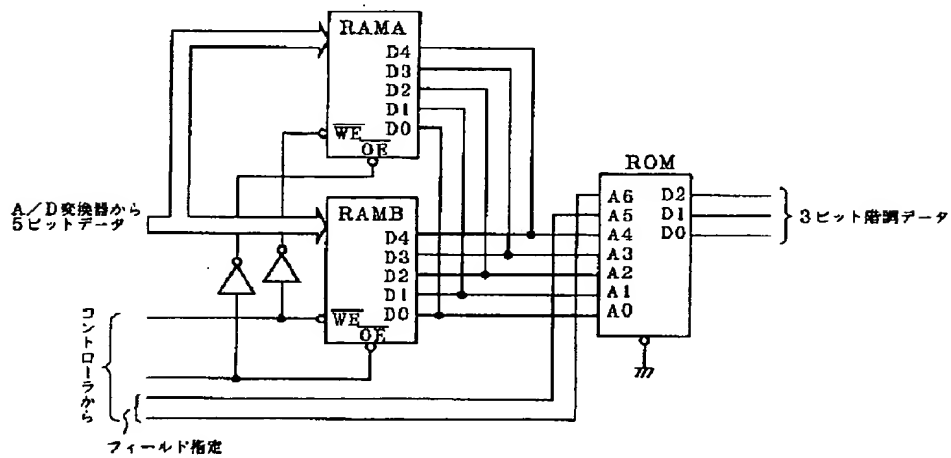 RAMA
D4
D3
D2
D1
D0
WE
OE
A/D変換器から
5ビットデータ
RAMB
D4
D3
D2
D1
D0
WE
OE
ROM
A6
A5
A4
A3
A2
A1
A0
D2
D1
D0
3ビット階調データ
コントローラから
フィールド指定